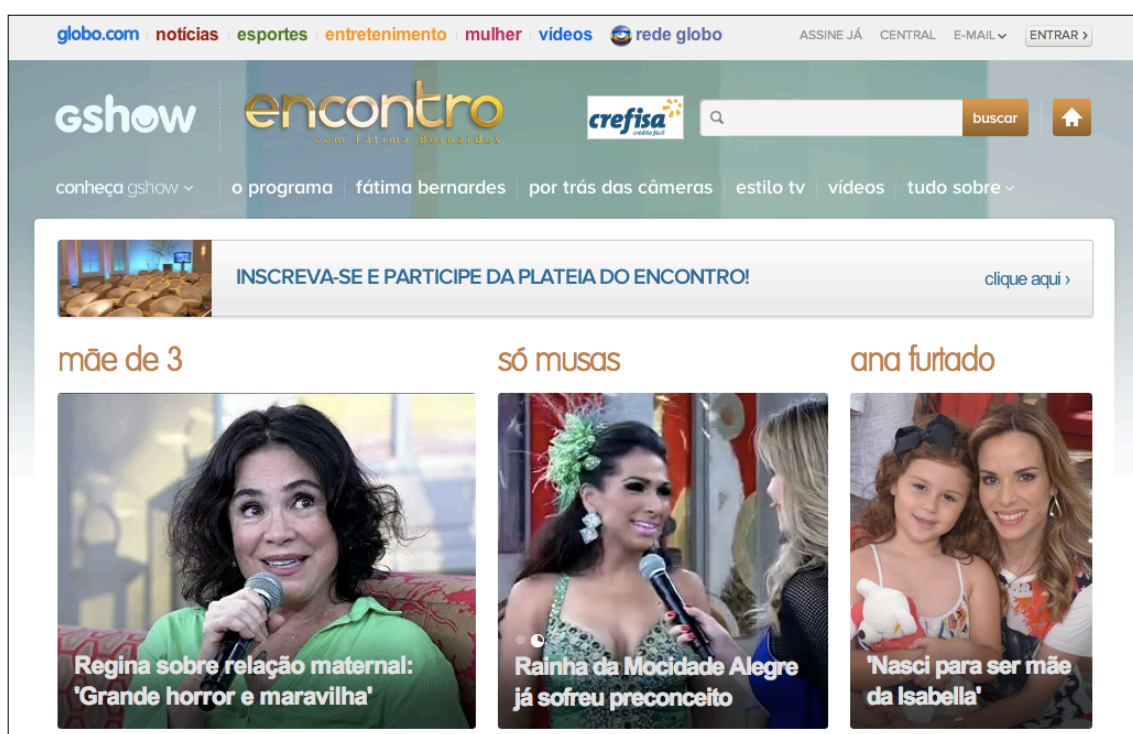 globo.com notícias esportes entretenimento mulher vídeos rede globo ASSINE JÁ CENTRAL E-MAIL ENTRAR >
gshow
encontro
com Fátima Bernardes
crefisa
crédito fácil
buscar
conheça gshow o programa fátima bernardes por trás das câmeras estilo tv vídeos tudo sobre
INSCREVA-SE E PARTICIPE DA PLATEIA DO ENCONTRO! clique aqui ›
mãe de 3
Regina sobre relação maternal:
'Grande horror e maravilha'
só musas
Rainha da Mocidade Alegre
já sofreu preconceito
ana furtado
'Nasci para ser mãe
da Isabella'